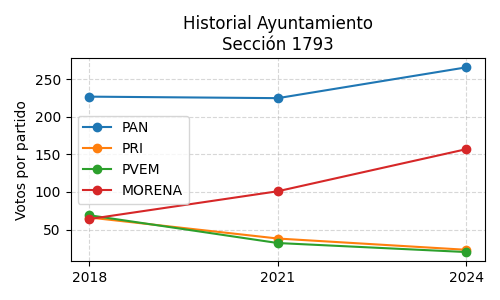 Historial Ayuntamiento
Sección 1793
Votos por partido
250
200
150
100
50
PAN
PRI
PVEM
MORENA
2018
2021
2024